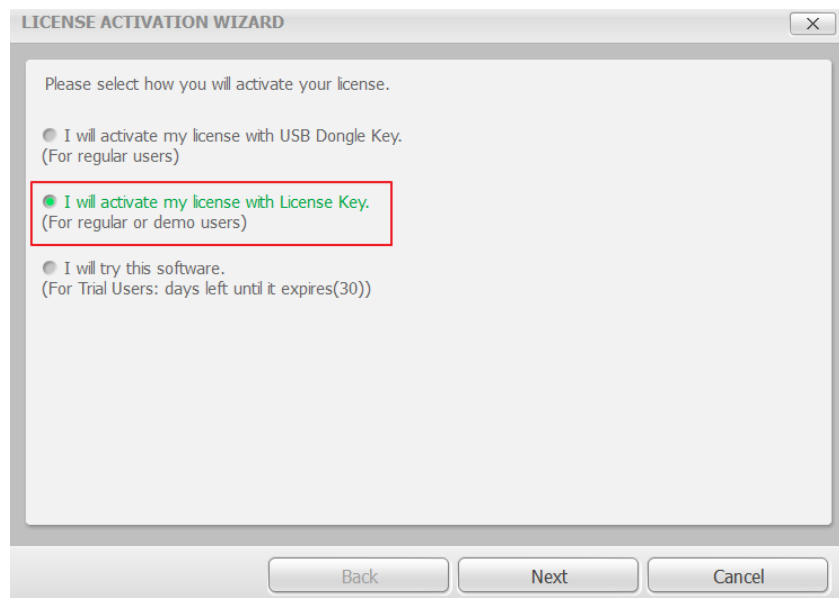 LICENSE ACTIVATION WIZARD
Please select how you will activate your license.
I will activate my license with USB Dongle Key.
(For regular users)
I will activate my license with License Key.
(For regular or demo users)
I will try this software.
(For Trial Users: days left until it expires(30))
Back Next Cancel